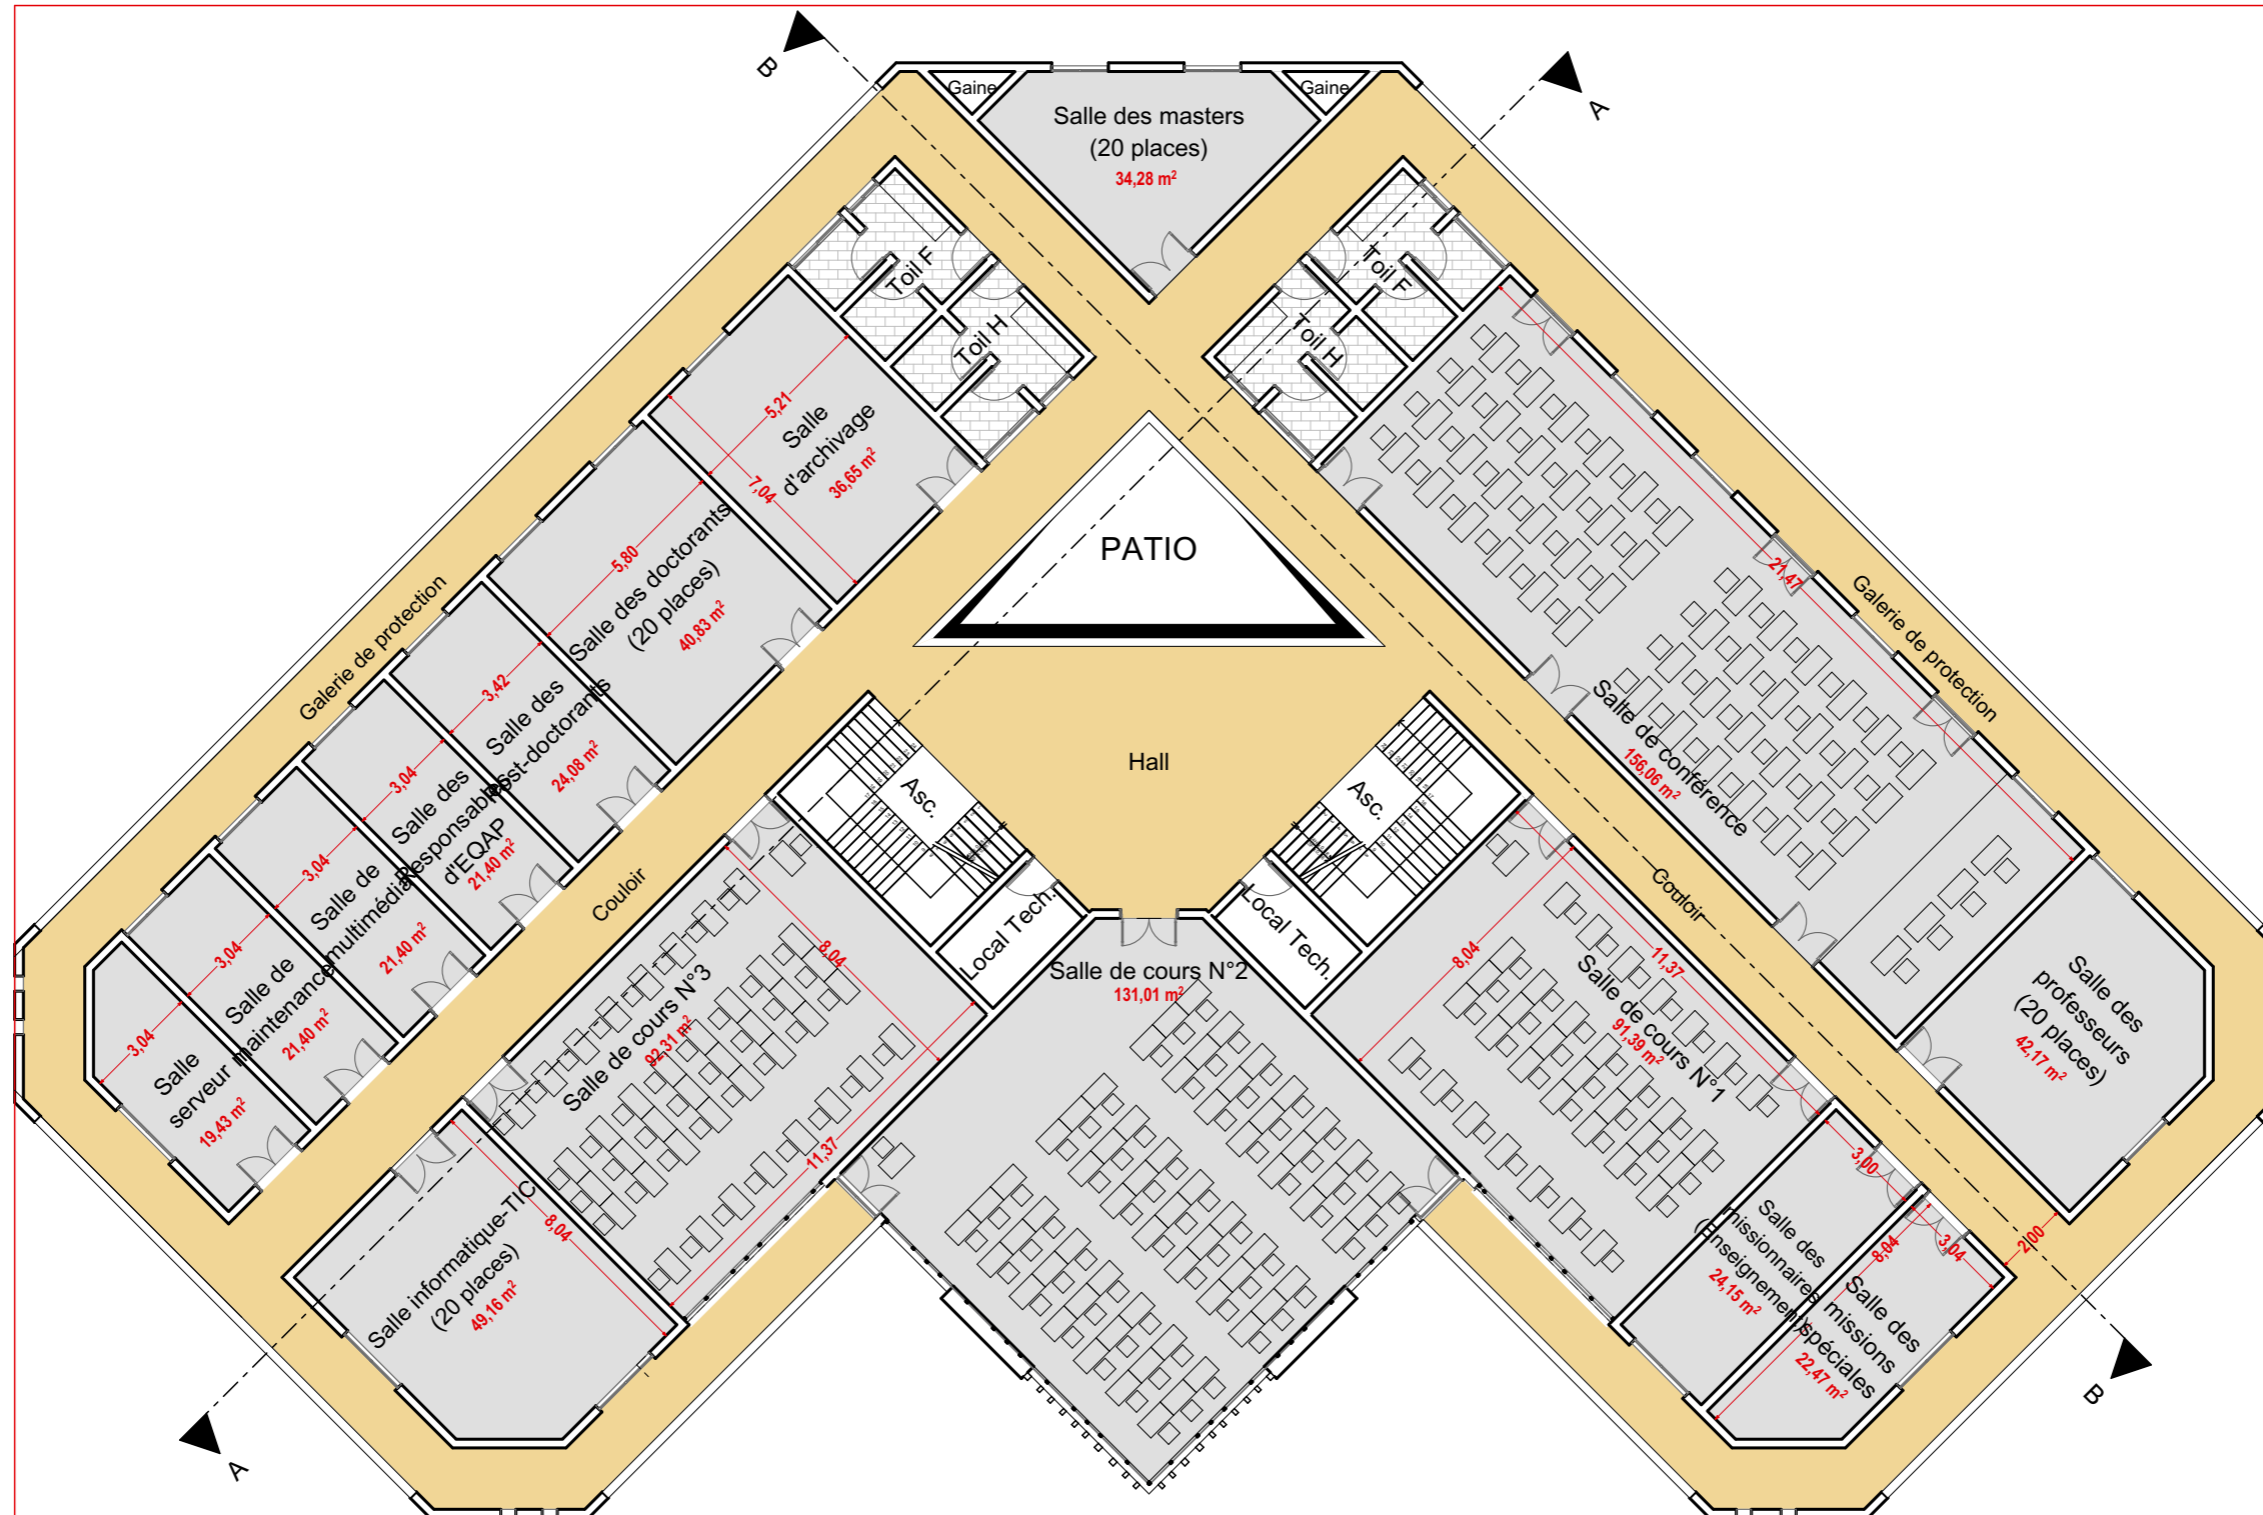 B
A
Gaine
Gaine
Salle des masters
(20 places)
34,28 m²
Toil F
Toil H
Toil F
Toil H
5,21
Salle
d'archivage
36,65 m²
7,04
5,80
Salle des doctorants
(20 places)
40,83 m²
3,42
Salle des
Post-doctorants
24,08 m²
3,04
Salle des
Responsables
d'EQAP
21,40 m²
3,04
Salle de
multimédia
21,40 m²
3,04
Salle de
maintenance
21,40 m²
3,04
Salle
serveur
19,43 m²
Galerie de protection
Couloir
PATIO
Hall
Asc.
Asc.
Local Tech.
Local Tech.
21,47
Salle de conférence
156,06 m²
Galerie de protection
Couloir
Salle des
professeurs
(20 places)
42,17 m²
8,04
Salle de cours N°3
92,31 m²
11,37
Salle de cours N°2
131,01 m²
8,04
11,37
Salle de cours N°1
91,39 m²
Salle informatique-TIC
(20 places)
49,16 m²
8,04
3,00
Salle des
missionnaires
(Enseignement)
24,15 m²
8,04
3,04
Salle des
missions
spéciales
22,47 m²
2,00
A
B